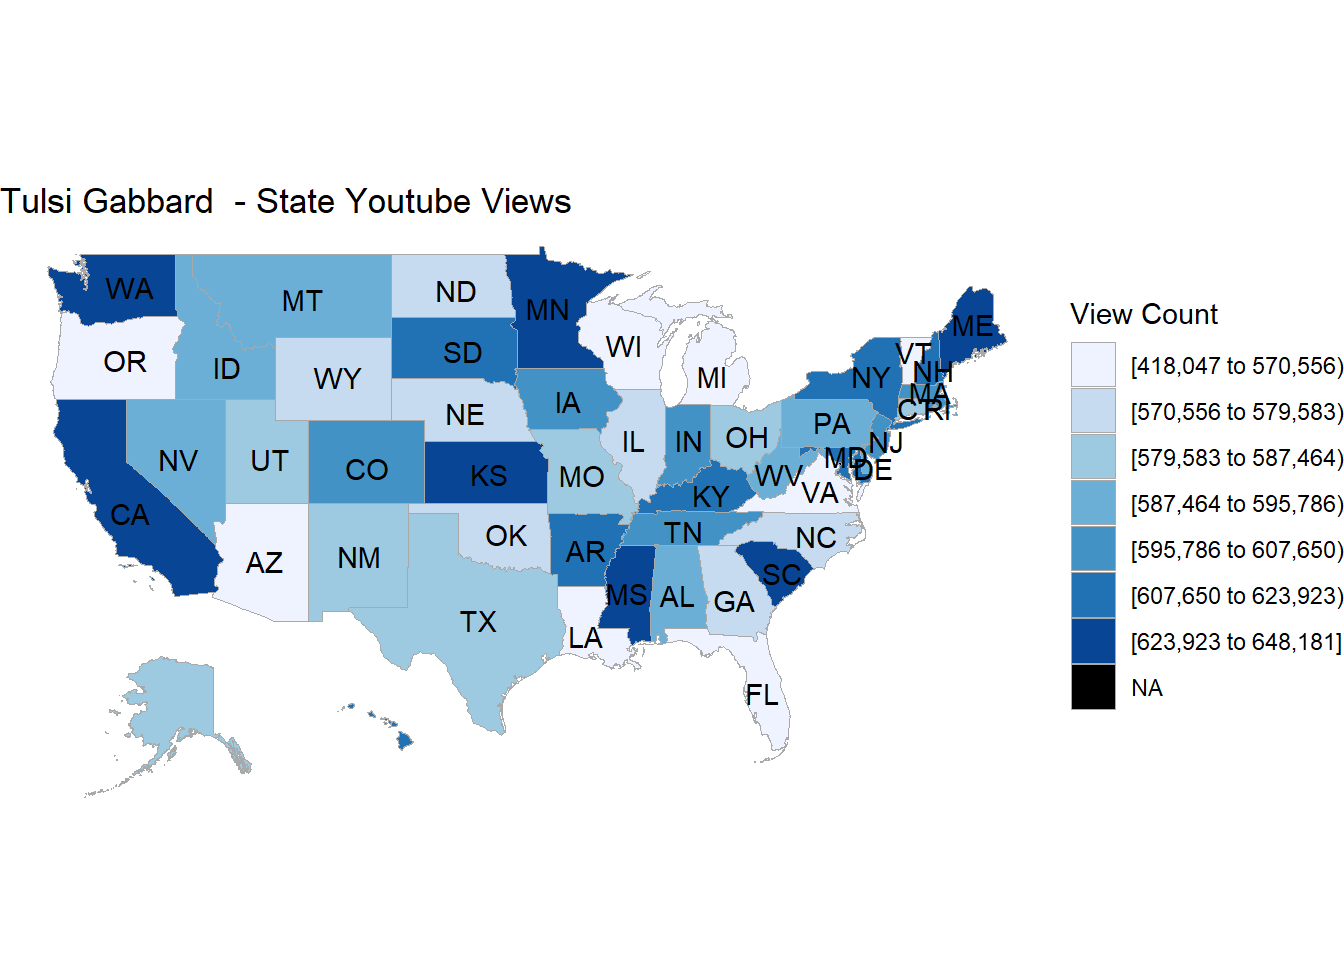 Tulsi Gabbard  - State Youtube Views
WA
MT
ND
MN
ME
OR
ID
WY
SD
WI
MI
VT
NH
NY
MA
NE
IA
C RI
NV
UT
CO
KS
MO
IL
IN
OH
PA
NJ
MD
DE
WV
VA
KY
CA
AZ
NM
OK
AR
TN
NC
TX
LA
MS
AL
GA
SC
FL
View Count
[418,047 to 570,556)
[570,556 to 579,583)
[579,583 to 587,464)
[587,464 to 595,786)
[595,786 to 607,650)
[607,650 to 623,923)
[623,923 to 648,181]
NA